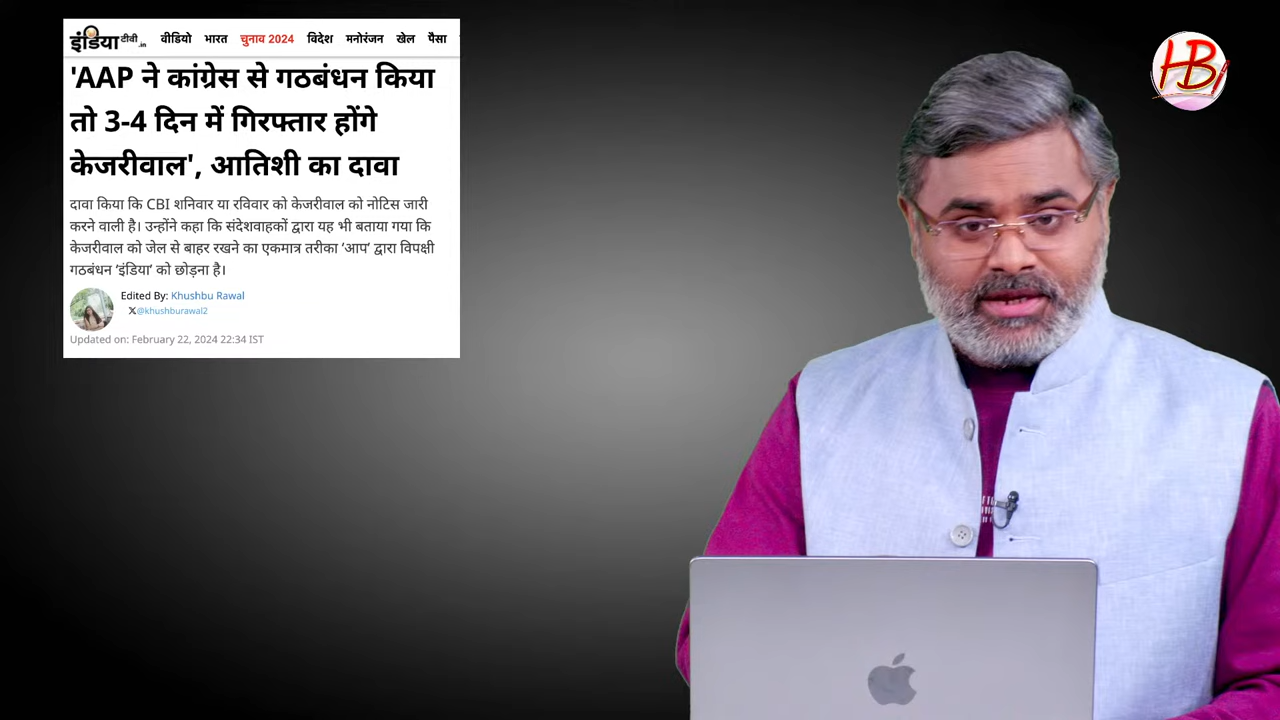 इंडिया टीवी .in वीडियो भारत चुनाव 2024 विदेश मनोरंजन खेल पैसा
'AAP ने कांग्रेस से गठबंधन किया
तो 3-4 दिन में गिरफ्तार होंगे
केजरीवाल', आतिशी का दावा
दावा किया कि CBI शनिवार या रविवार को केजरीवाल को नोटिस जारी
करने वाली है। उन्होंने कहा कि संदेशवाहकों द्वारा यह भी बताया गया कि
केजरीवाल को जेल से बाहर रखने का एकमात्र तरीका ‘आप’ द्वारा विपक्षी
गठबंधन ‘इंडिया’ को छोड़ना है।
Edited By: Khushbu Rawal
X@khushburawal2
Updated on: February 22, 2024 22:34 IST
HBi